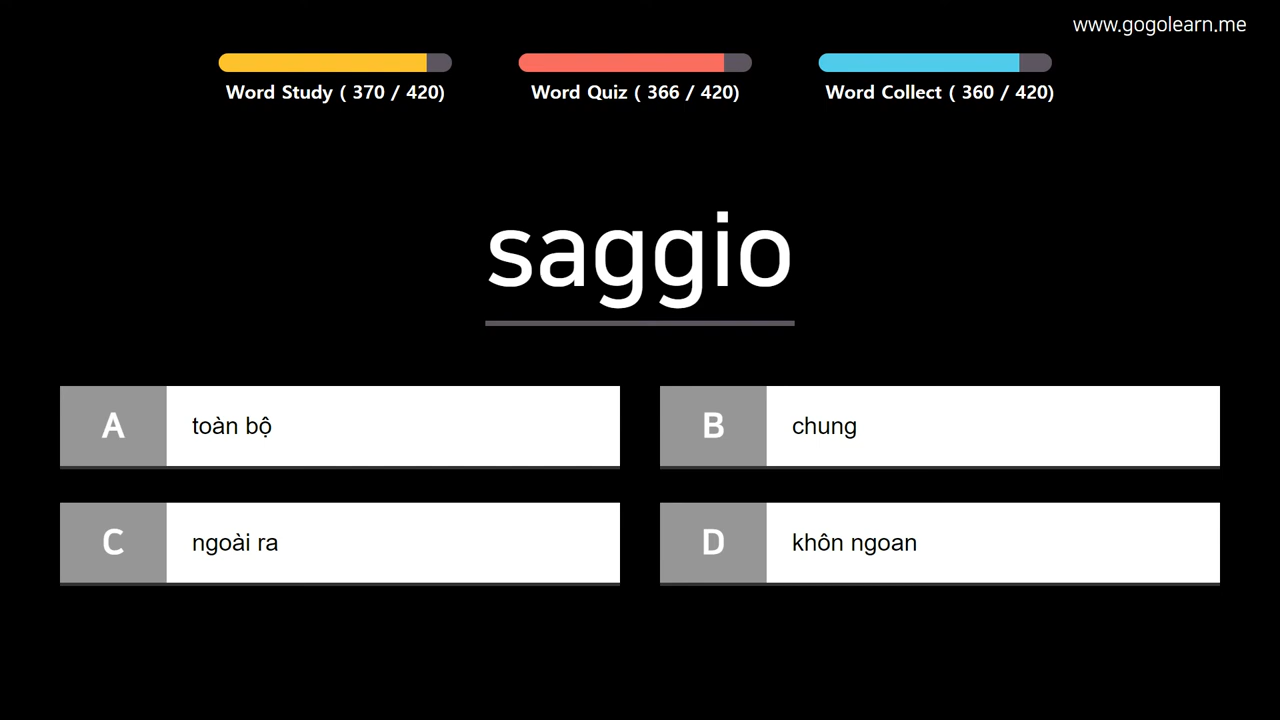 www.gogolearn.me
Word Study ( 370 / 420)
Word Quiz ( 366 / 420)
Word Collect ( 360 / 420)
saggio
A toàn bộ
B chung
C ngoài ra
D khôn ngoan